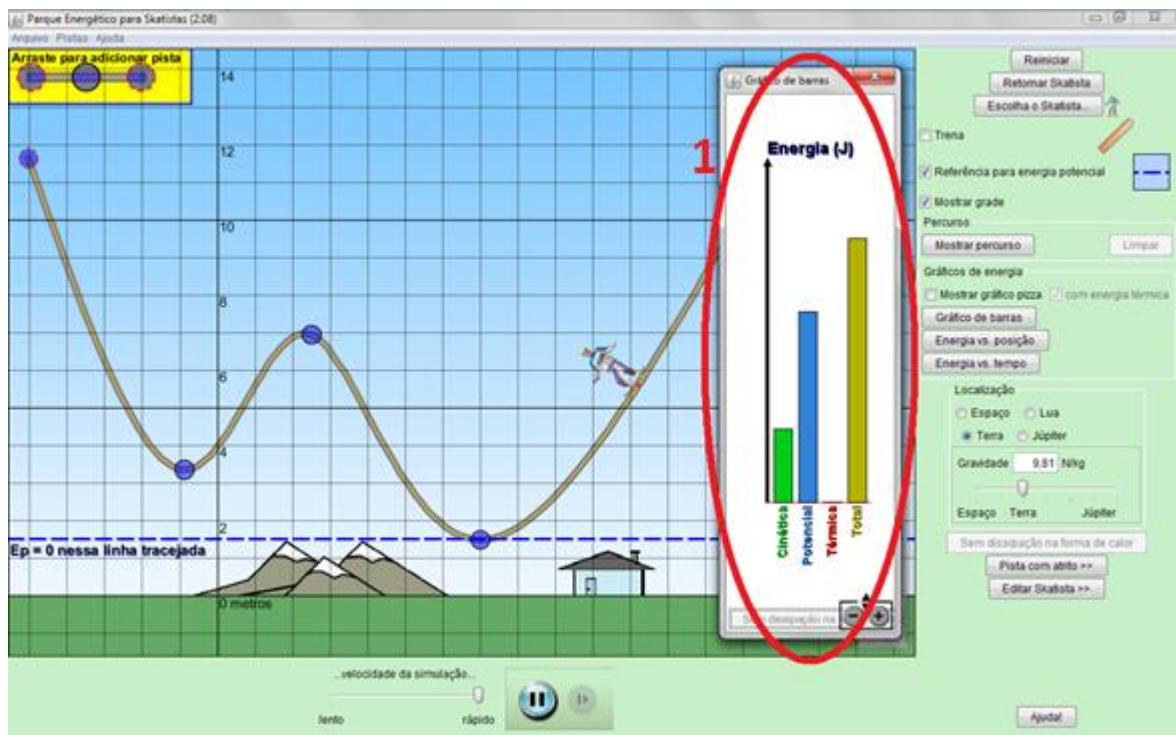 Parque Energético para Skatistas (2.08)
Arquivo Pistas Ajuda
Arraste para adicionar pista
14
12
10
8
6
4
2
0 metros
Ep = 0 nessa linha tracejada
1
Gráfico de barras
Energia (J)
Cinética
Potencial
Térmica
Total
Sem dissipação na
Reiniciar
Retornar Skatista
Escolha o Skatista...
Trena
Referência para energia potencial
Mostrar grade
Percurso
Mostrar percurso
Limpar
Gráficos de energia
Mostrar gráfico pizza
com energia térmica
Gráfico de barras
Energia vs. posição
Energia vs. tempo
Localização
Espaço
Lua
Terra
Júpiter
Gravidade 9,81 N/kg
Espaço Terra Júpiter
Sem dissipação na forma de calor
Pista com atrito >>
Editar Skatista >>
...velocidade da simulação...
lento
rápido
Ajuda!